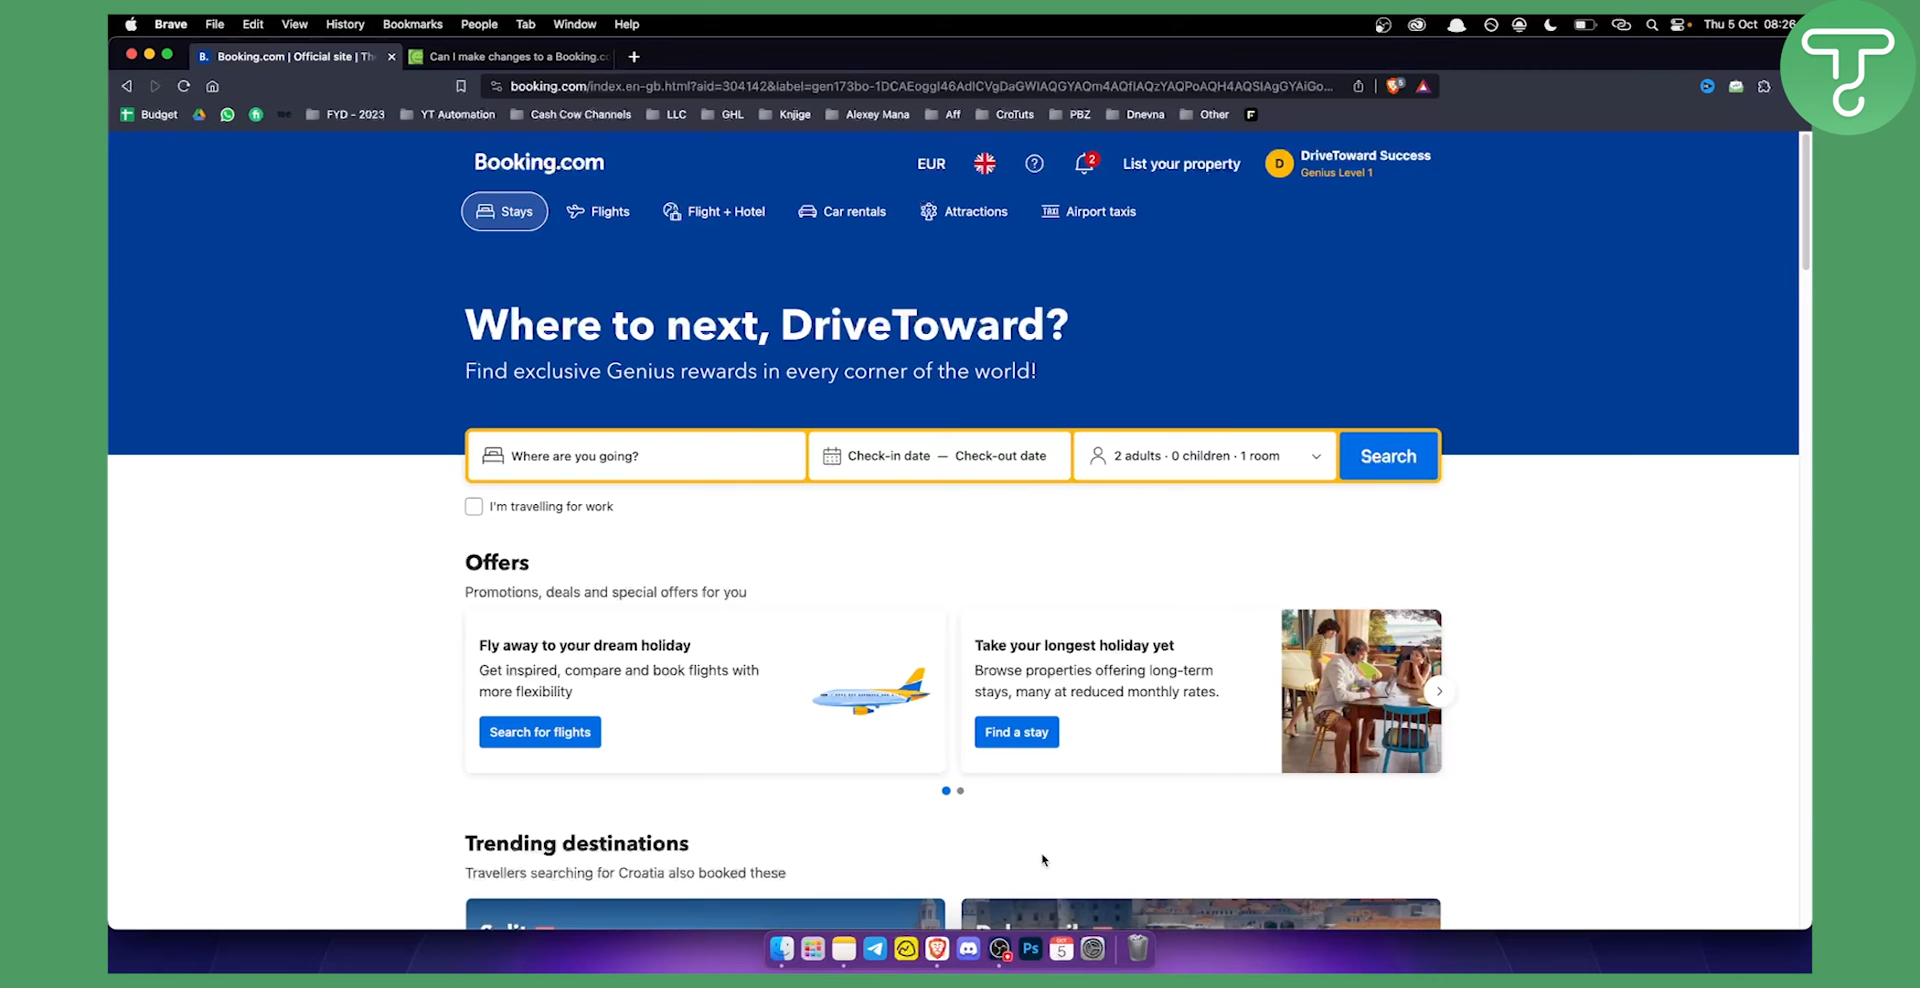 Brave File Edit View History Bookmarks People Tab Window Help
Thu 5 Oct 08:26
B. Booking.com | Official site | Th
Can I make changes to a Booking.co
booking.com/index.en-gb.html?aid=304142&label=gen173bo-1DCAEoggI46AdICVgDaGWIAQGYAQm4AQfIAQzYAQPoAQH4AQSIAgGYAiGo...
5
Budget FYD - 2023 YT Automation Cash Cow Channels LLC GHL Knjige Alexey Mana Aff CroTuts PBZ Dnevna Other F
Booking.com
EUR
2
List your property
D
DriveToward Success
Genius Level 1
Stays Flights Flight + Hotel Car rentals Attractions TAXI Airport taxis
Where to next, DriveToward?
Find exclusive Genius rewards in every corner of the world!
Where are you going?
Check-in date — Check-out date
2 adults · 0 children · 1 room
Search
I'm travelling for work
Offers
Promotions, deals and special offers for you
Fly away to your dream holiday
Get inspired, compare and book flights with
more flexibility
Search for flights
Take your longest holiday yet
Browse properties offering long-term
stays, many at reduced monthly rates.
Find a stay
Trending destinations
Travellers searching for Croatia also booked these
Split
Dubrovnik
Ps
OCT
5